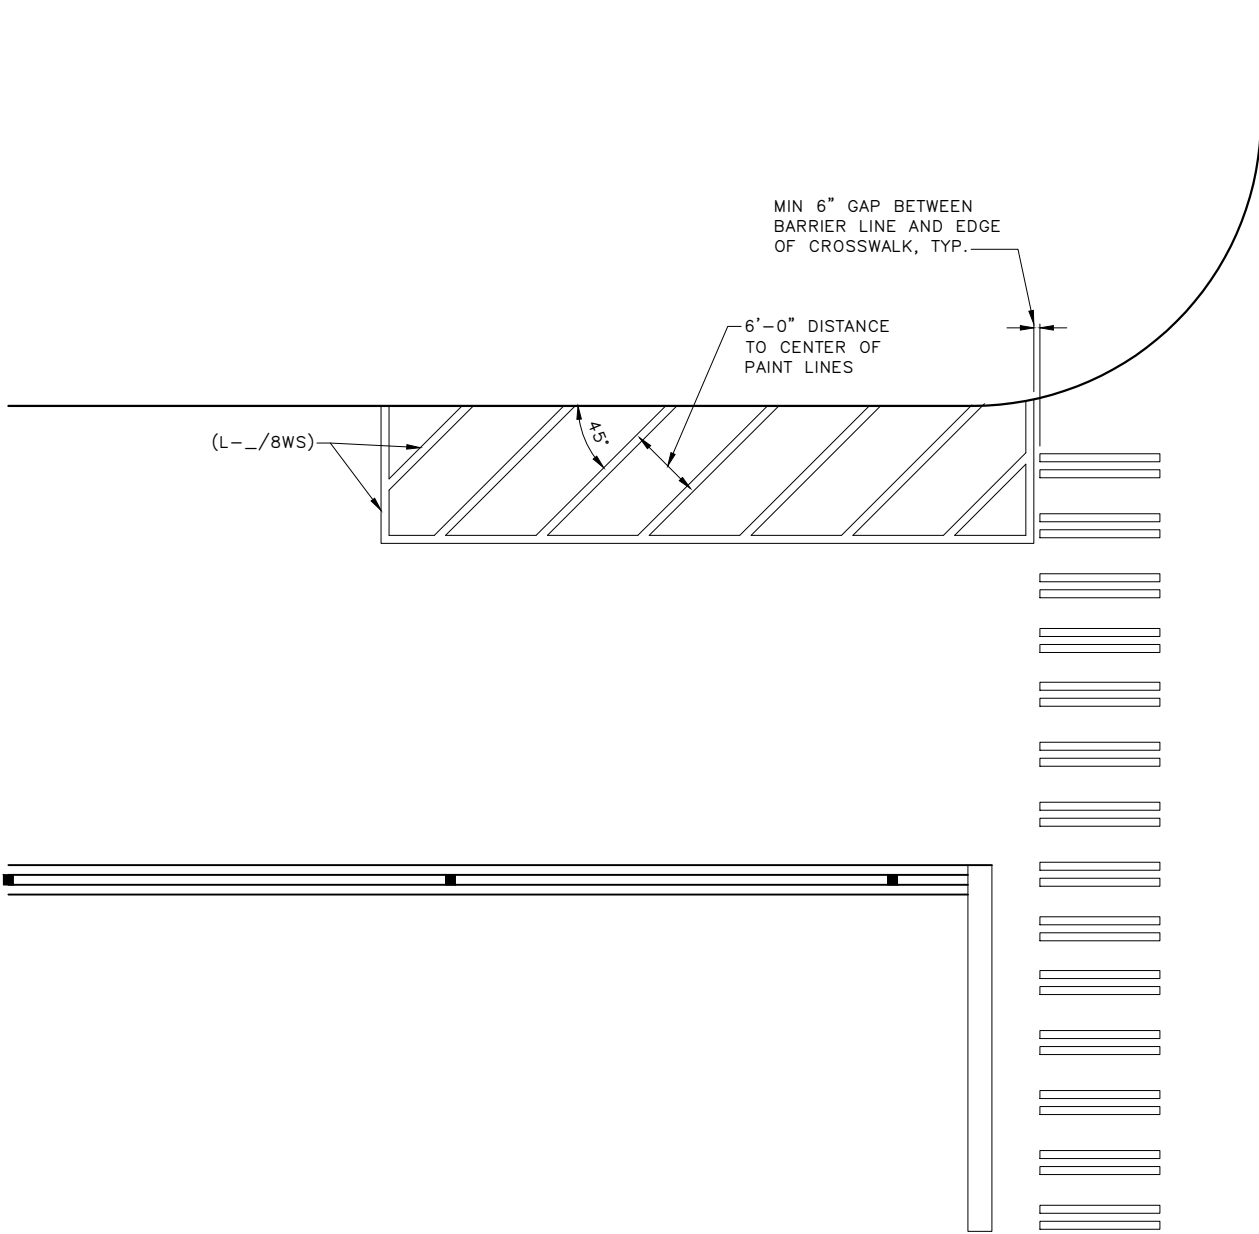 MIN 6” GAP BETWEEN
BARRIER LINE AND EDGE
OF CROSSWALK, TYP.
6’-0” DISTANCE
TO CENTER OF
PAINT LINES
45°
(L-_/8WS)